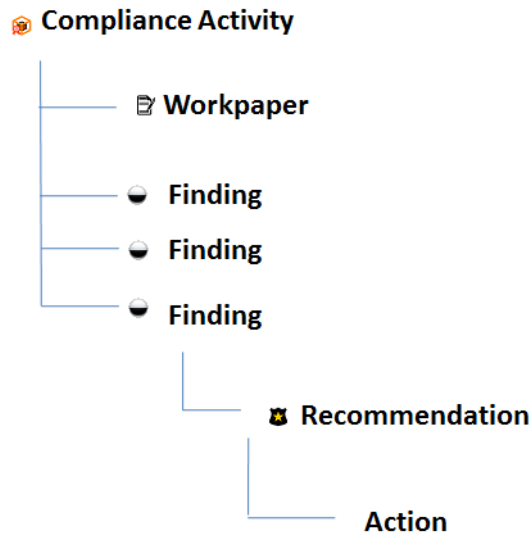 Compliance Activity
Workpaper
Finding
Finding
Finding
Recommendation
Action